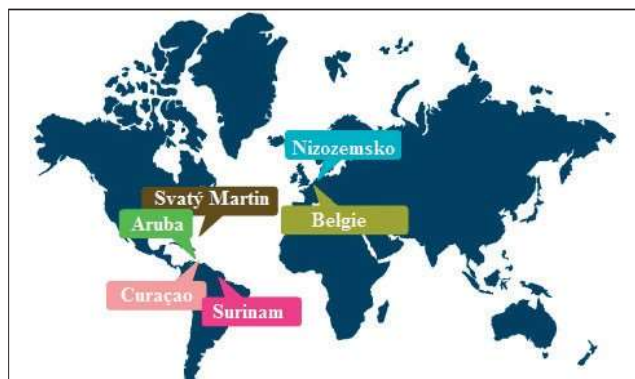 Nizozemsko
Svatý Martin
Belgie
Aruba
Curaçao
Surinam